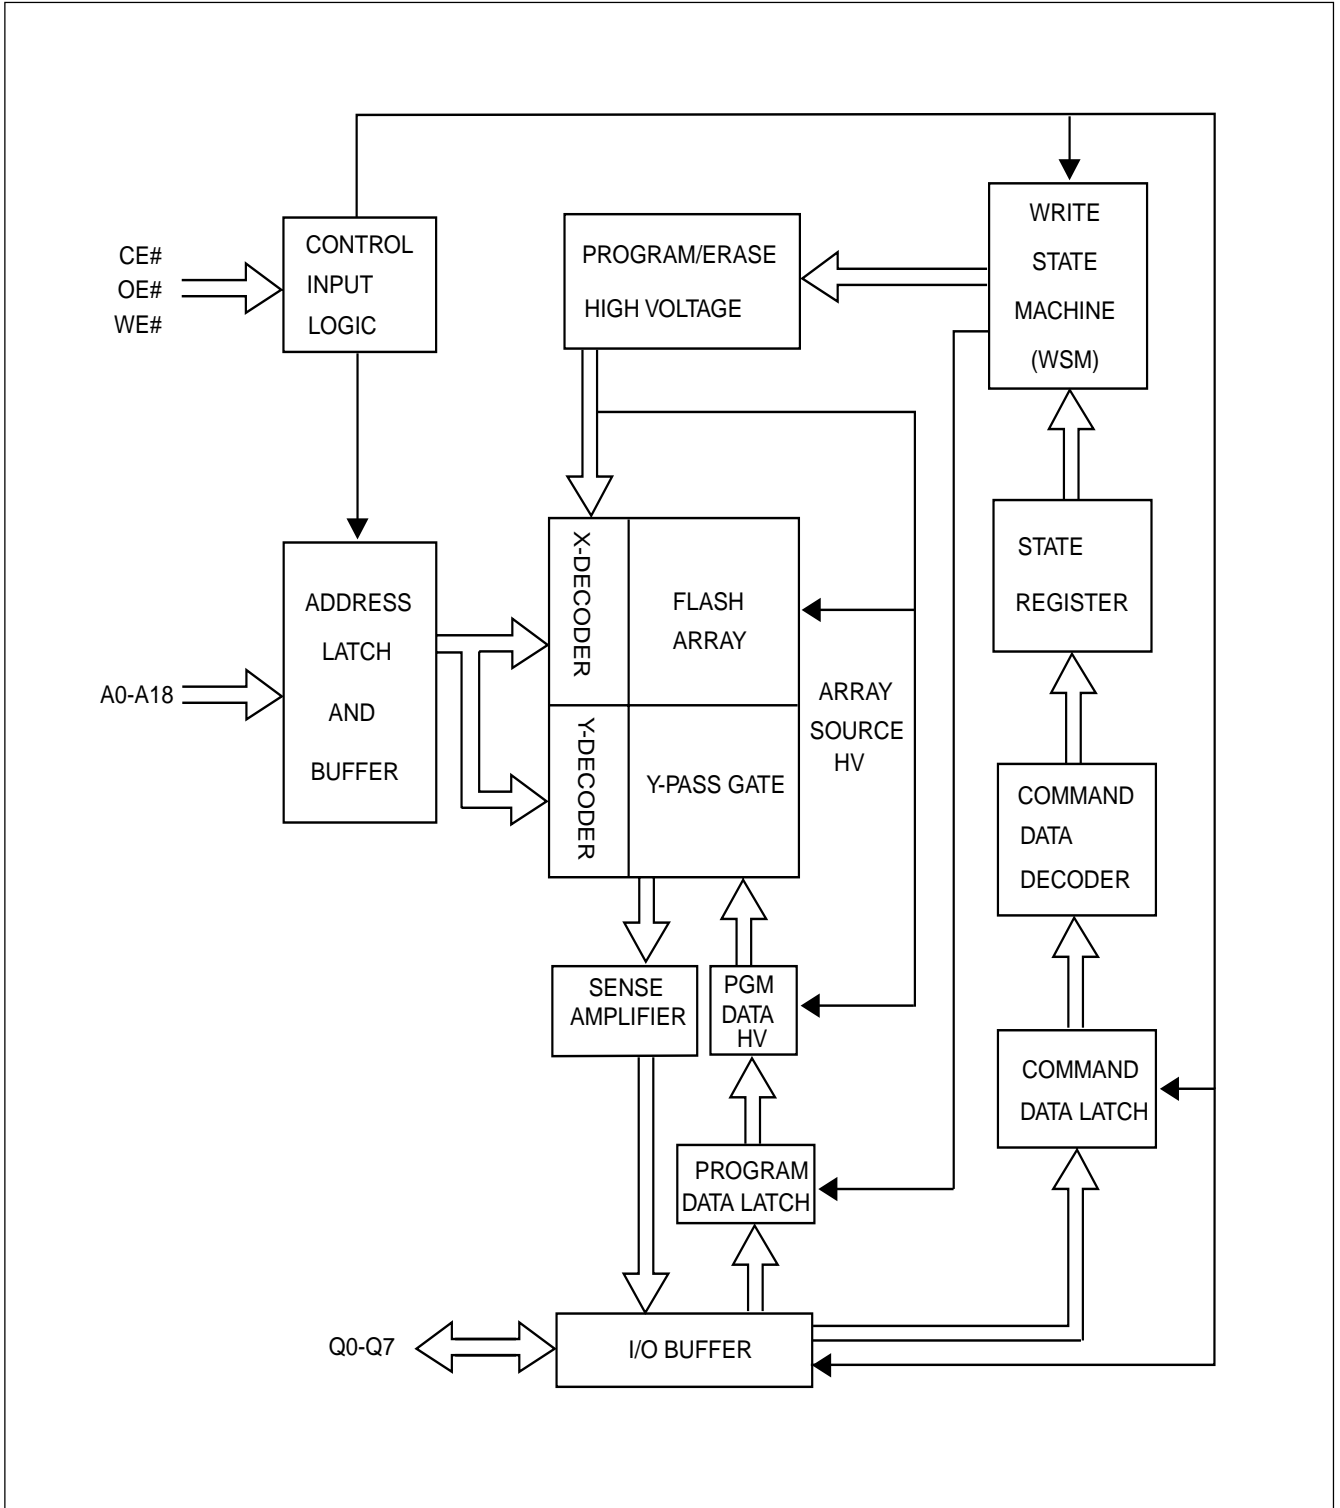 CE#
OE#
WE#
CONTROL
INPUT
LOGIC
PROGRAM/ERASE
HIGH VOLTAGE
WRITE
STATE
MACHINE
(WSM)
A0-A18
ADDRESS
LATCH
AND
BUFFER
X-DECODER
FLASH
ARRAY
Y-DECODER
Y-PASS GATE
ARRAY
SOURCE
HV
STATE
REGISTER
COMMAND
DATA
DECODER
SENSE
AMPLIFIER
PGM
DATA
HV
COMMAND
DATA LATCH
PROGRAM
DATA LATCH
Q0-Q7
I/O BUFFER